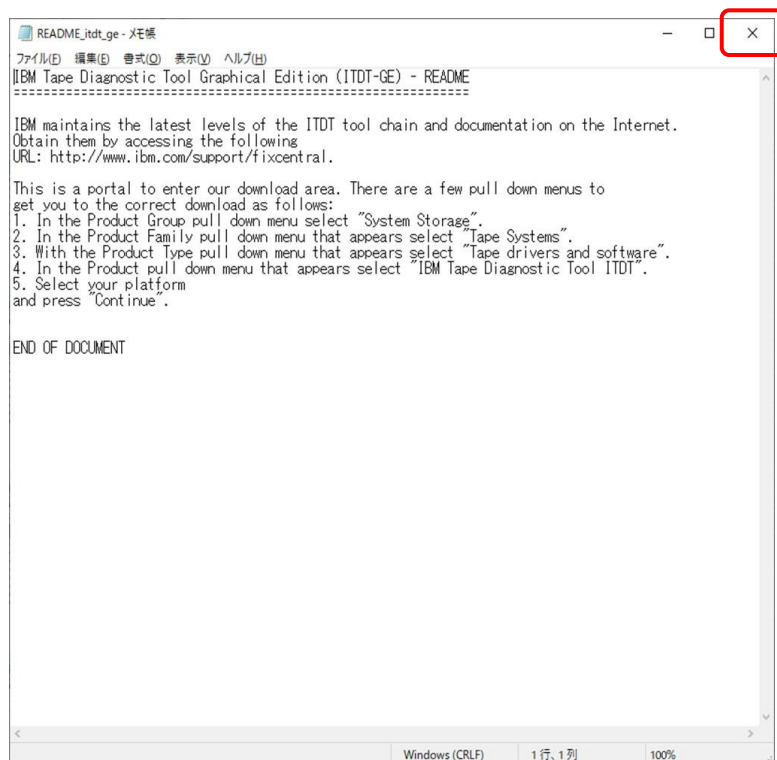 README_itdt_ge - メモ帳
ファイル(F) 編集(E) 書式(O) 表示(V) ヘルプ(H)
IBM Tape Diagnostic Tool Graphical Edition (ITDT-GE) - README
=============================================================
IBM maintains the latest levels of the ITDT tool chain and documentation on the Internet.
Obtain them by accessing the following
URL: http://www.ibm.com/support/fixcentral.
This is a portal to enter our download area. There are a few pull down menus to
get you to the correct download as follows:
1. In the Product Group pull down menu select "System Storage".
2. In the Product Family pull down menu that appears select "Tape Systems".
3. With the Product Type pull down menu that appears select "Tape drivers and software".
4. In the Product pull down menu that appears select "IBM Tape Diagnostic Tool ITDT".
5. Select your platform
and press "Continue".
END OF DOCUMENT
Windows (CRLF) 1行、1列 100%